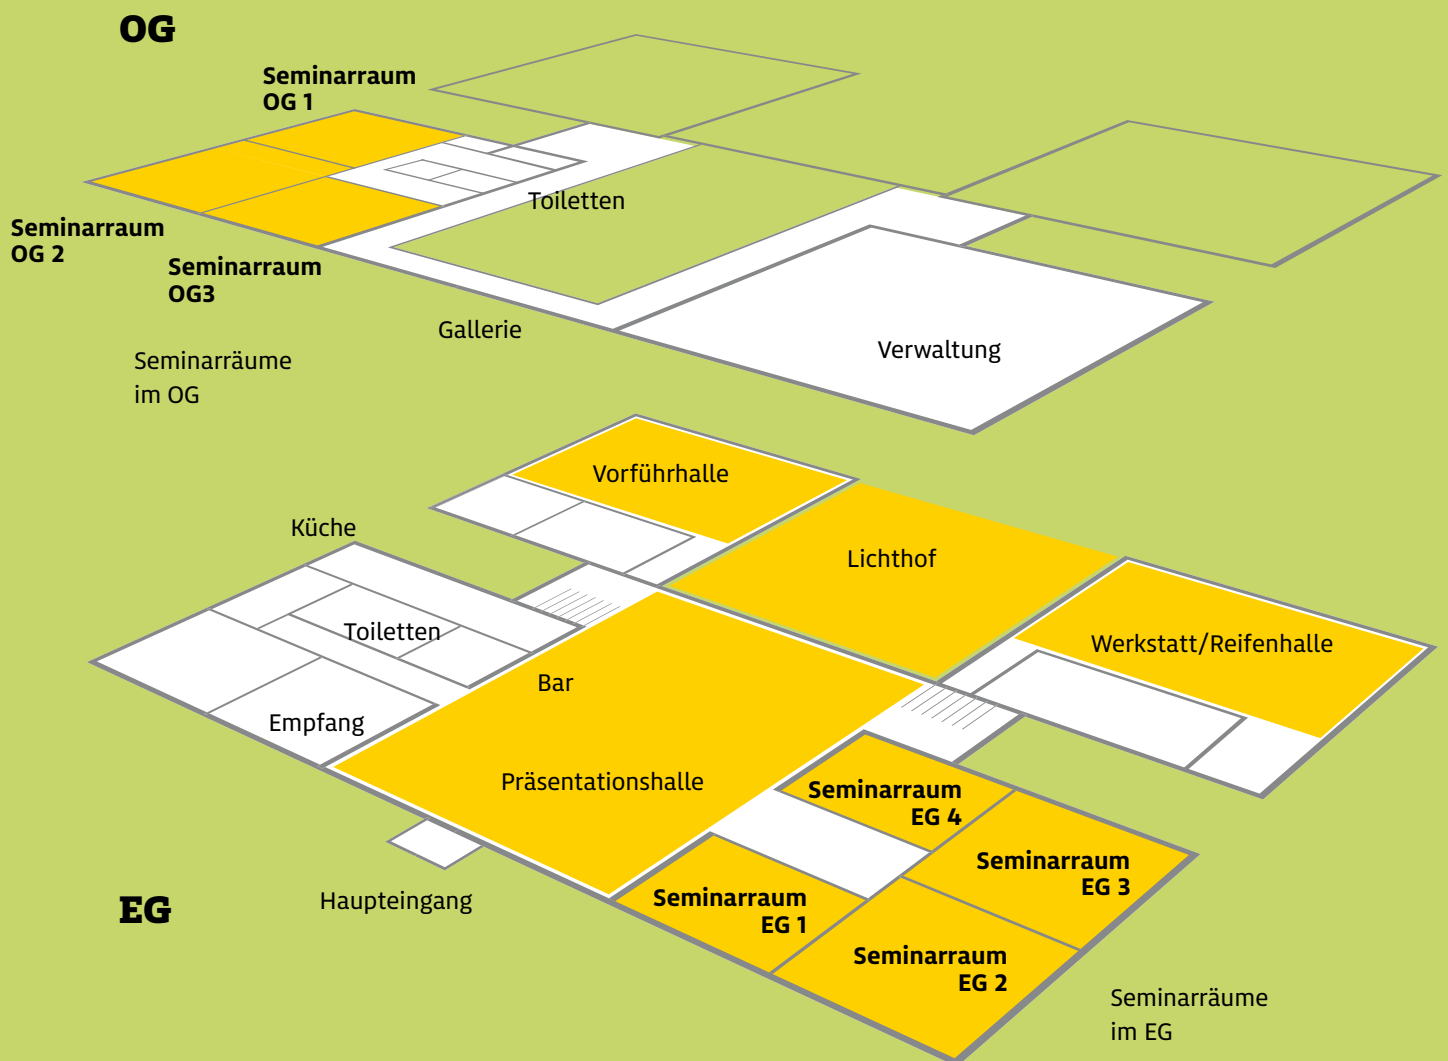 OG
Seminarraum
OG 1
Toiletten
Seminarraum
OG 2
Seminarraum
OG3
Gallerie
Verwaltung
Seminarräume
im OG
Vorführhalle
Küche
Lichthof
Toiletten
Werkstatt/Reifenhalle
Bar
Empfang
Präsentationshalle
Seminarraum
EG 4
Seminarraum
EG 3
Haupteingang
Seminarraum
EG 1
EG
Seminarraum
EG 2
Seminarräume
im EG